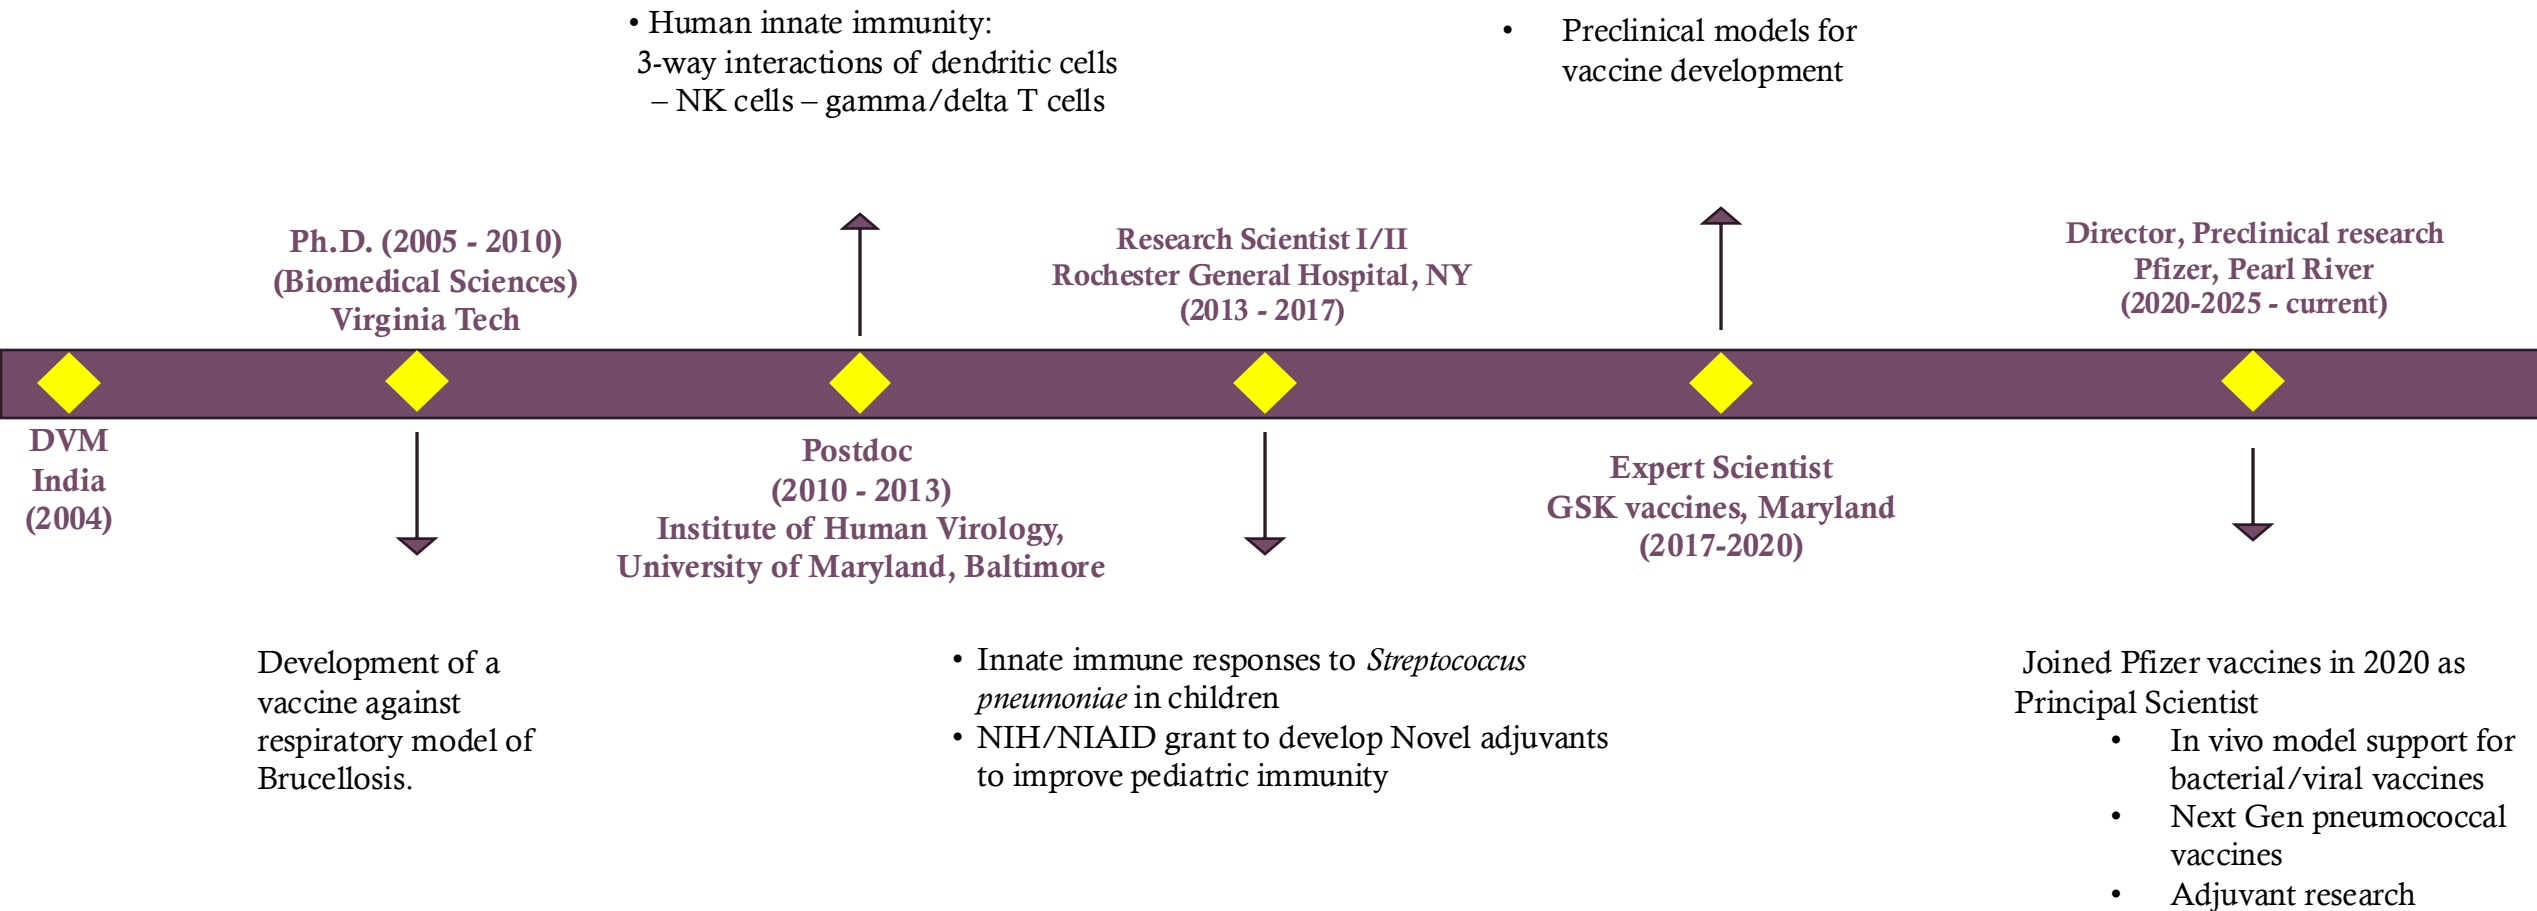 • Human innate immunity:
3-way interactions of dendritic cells
– NK cells – gamma/delta T cells
• Preclinical models for
vaccine development
Ph.D. (2005 - 2010)
(Biomedical Sciences)
Virginia Tech
Research Scientist I/II
Rochester General Hospital, NY
(2013 - 2017)
Director, Preclinical research
Pfizer, Pearl River
(2020-2025 - current)
DVM
India
(2004)
Postdoc
(2010 - 2013)
Institute of Human Virology,
University of Maryland, Baltimore
Expert Scientist
GSK vaccines, Maryland
(2017-2020)
Development of a
vaccine against
respiratory model of
Brucellosis.
• Innate immune responses to Streptococcus
pneumoniae in children
• NIH/NIAID grant to develop Novel adjuvants
to improve pediatric immunity
Joined Pfizer vaccines in 2020 as
Principal Scientist
• In vivo model support for
bacterial/viral vaccines
• Next Gen pneumococcal
vaccines
• Adjuvant research